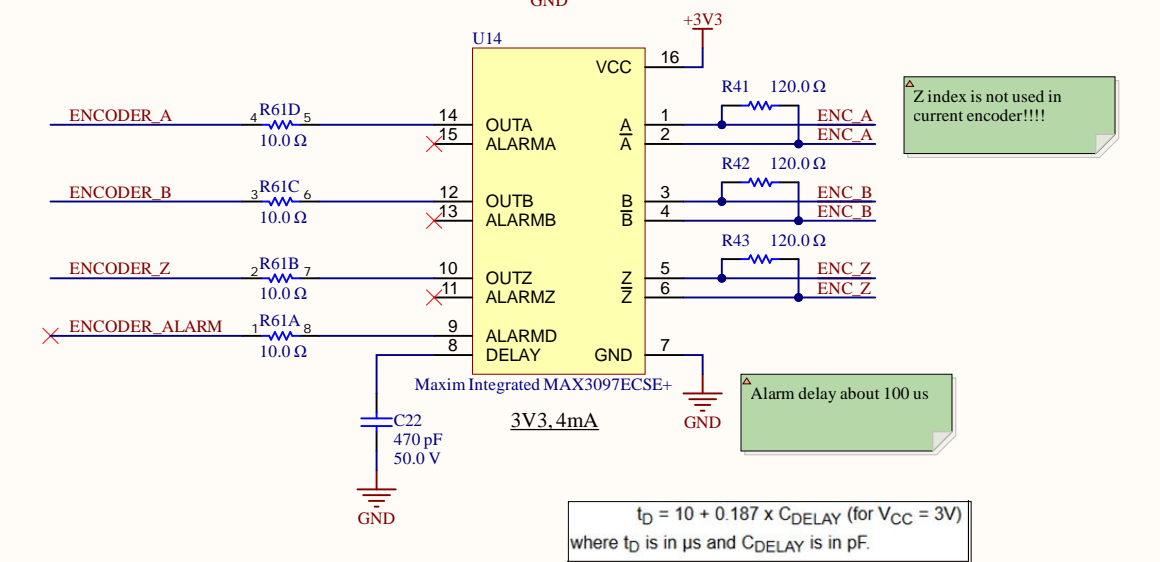 GND
+3V3
U14
VCC 16
R41 120.0 Ω
Z index is not used in
current encoder!!!!
ENCODER_A 4 R61D 5 14 OUTA A 1 ENC_A
10.0 Ω 15 ALARMA A 2 ENC_A
R42 120.0 Ω
ENCODER_B 3 R61C 6 12 OUTB B 3 ENC_B
10.0 Ω 13 ALARMB B 4 ENC_B
R43 120.0 Ω
ENCODER_Z 2 R61B 7 10 OUTZ Z 5 ENC_Z
10.0 Ω 11 ALARMZ Z 6 ENC_Z
ENCODER_ALARM 1 R61A 8 9 ALARMD
10.0 Ω 8 DELAY GND 7
Maxim Integrated MAX3097ECSE+
Alarm delay about 100 us
3V3, 4mA
GND
C22
470 pF
50.0 V
GND
tD = 10 + 0.187 x CDELAY (for VCC = 3V)
where tD is in µs and CDELAY is in pF.